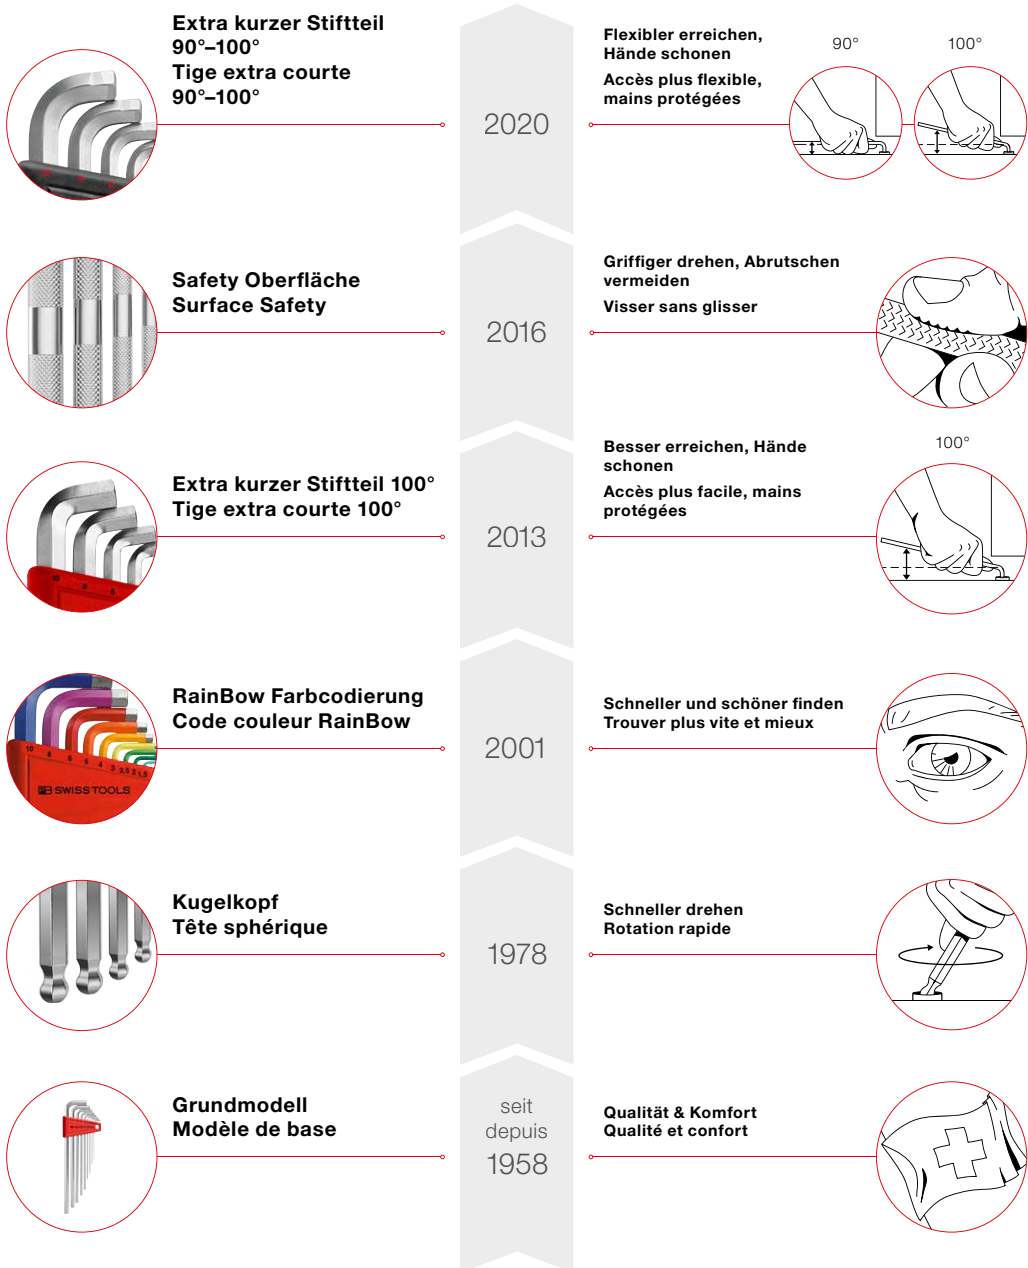 Extra kurzer Stiftteil
90°–100°
Tige extra courte
90°–100°
2020
Flexibler erreichen,
Hände schonen
Accès plus flexible,
mains protégées
90°
100°
Safety Oberfläche
Surface Safety
2016
Griffiger drehen, Abrutschen
vermeiden
Visser sans glisser
Extra kurzer Stiftteil 100°
Tige extra courte 100°
10 8 6
2013
Besser erreichen, Hände
schonen
Accès plus facile, mains
protégées
100°
RainBow Farbcodierung
Code couleur RainBow
10 8 6 5 4 3 2,5 2 1,5
PB SWISS TOOLS
2001
Schneller und schöner finden
Trouver plus vite et mieux
Kugelkopf
Tête sphérique
1978
Schneller drehen
Rotation rapide
Grundmodell
Modèle de base
seit
depuis
1958
Qualität & Komfort
Qualité et confort